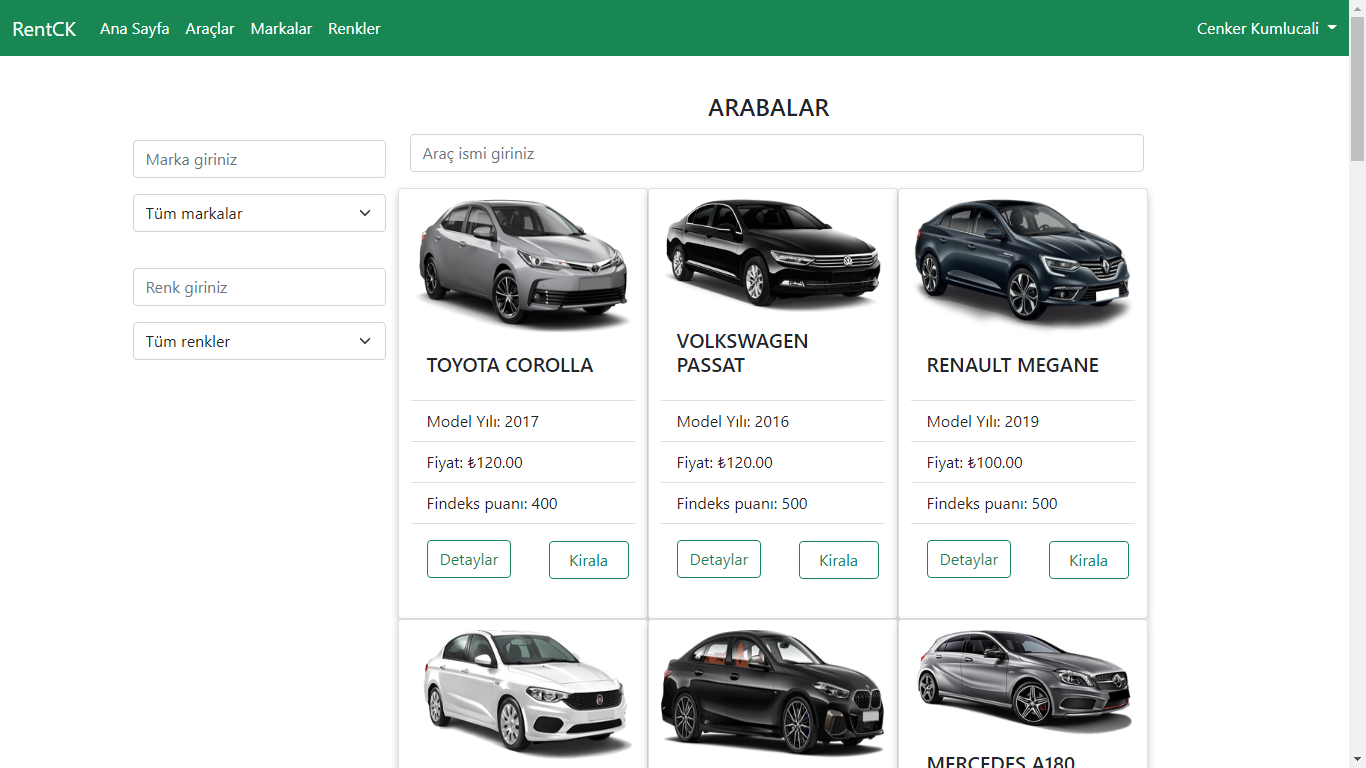 RentCK
Ana Sayfa
Araçlar
Markalar
Renkler
Cenker Kumlucali
ARABALAR
Marka giriniz
Tüm markalar
Renk giriniz
Tüm renkler
Araç ismi giriniz
TOYOTA COROLLA
Model Yılı: 2017
Fiyat: ₺120.00
Findeks puanı: 400
Detaylar
Kirala
VOLKSWAGEN
PASSAT
Model Yılı: 2016
Fiyat: ₺120.00
Findeks puanı: 500
Detaylar
Kirala
RENAULT MEGANE
Model Yılı: 2019
Fiyat: ₺100.00
Findeks puanı: 500
Detaylar
Kirala
MERCEDES A180